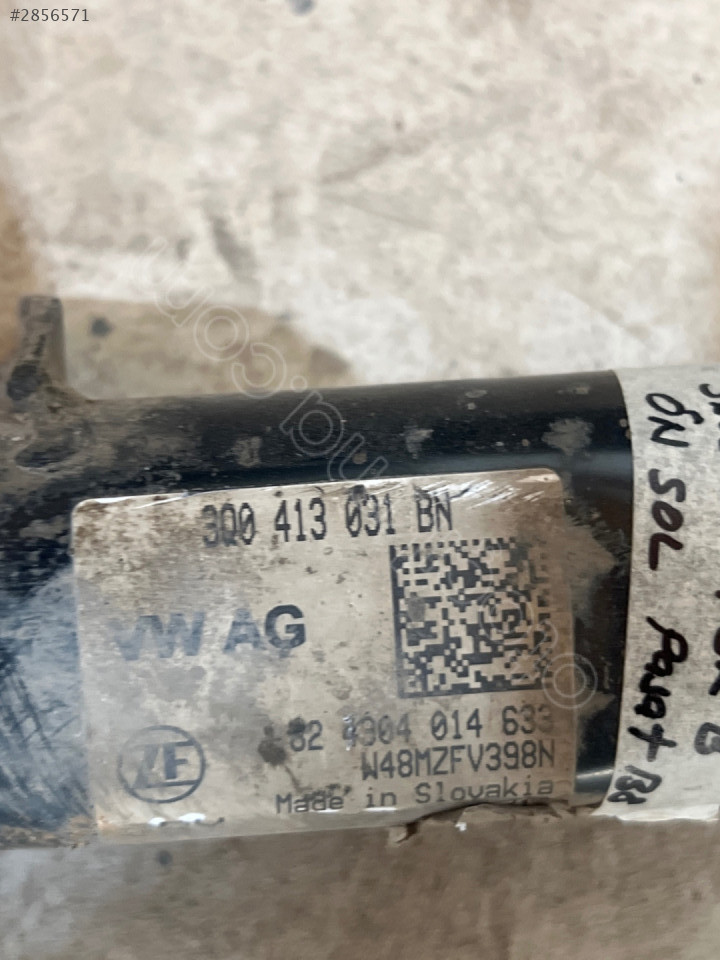 #2856571
3Q0 413 031 BN
VW AG
82 4904 014 633
ZF
W48MZFV398N
Made in Slovakia
ÖN SOL